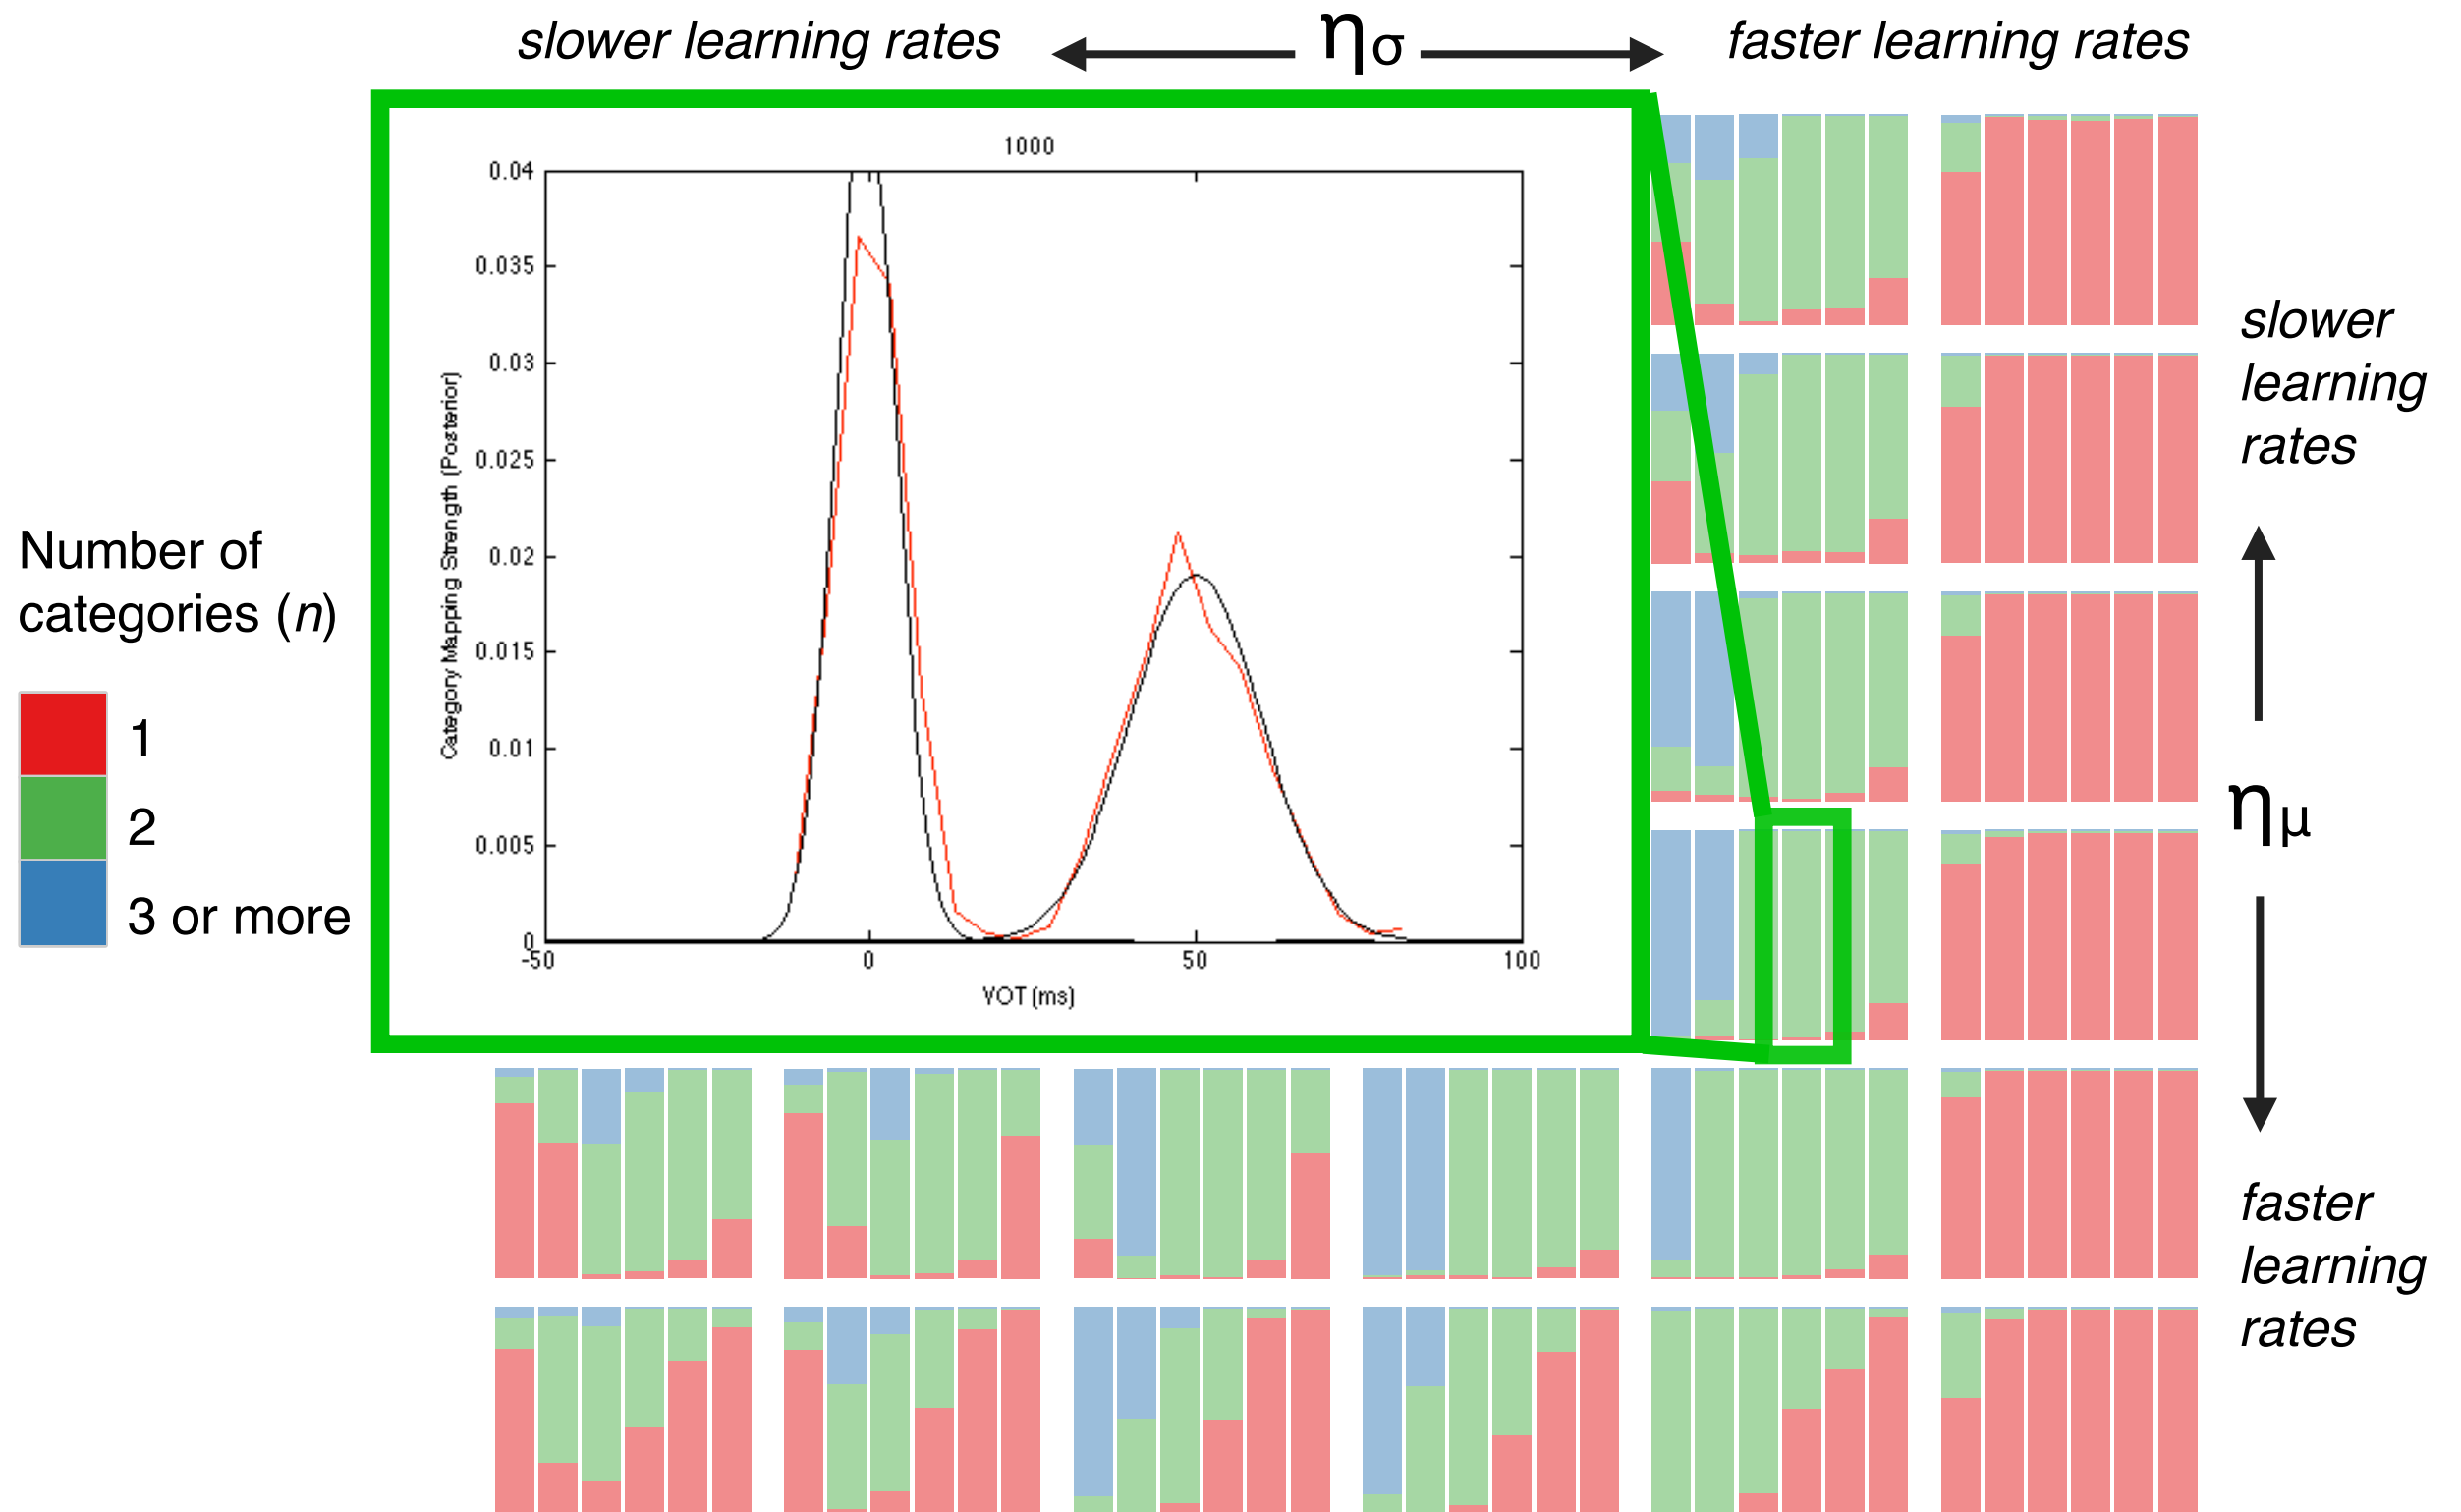 slower learning rates
ησ
faster learning rates
1000
0.04
0.035
0.03
0.025
0.02
0.015
0.01
0.005
0
Category Mapping Strength (Posterior)
-50
0
50
100
VOT (ms)
Number of
categories (n)
1
2
3 or more
slower
learning
rates
ημ
faster
learning
rates